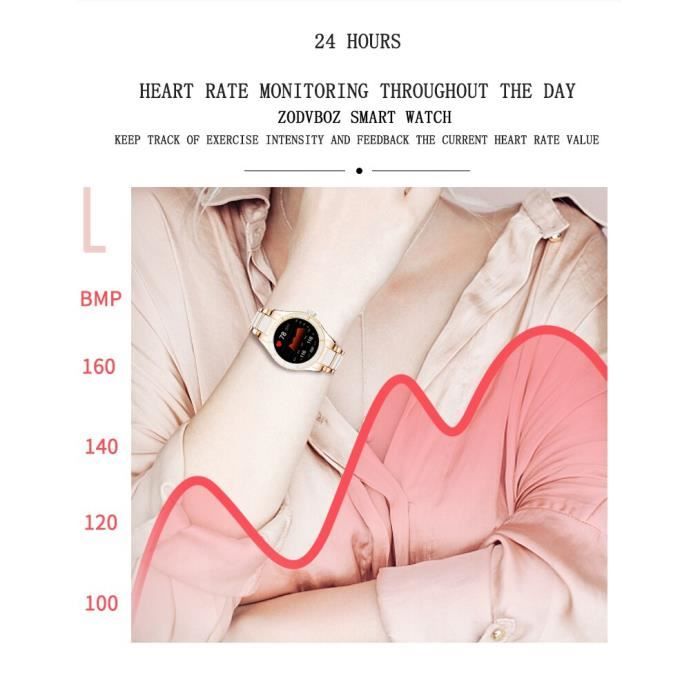 24 HOURS
HEART RATE MONITORING THROUGHOUT THE DAY
ZODVBOZ SMART WATCH
KEEP TRACK OF EXERCISE INTENSITY AND FEEDBACK THE CURRENT HEART RATE VALUE
L
BMP
160
140
120
100
78